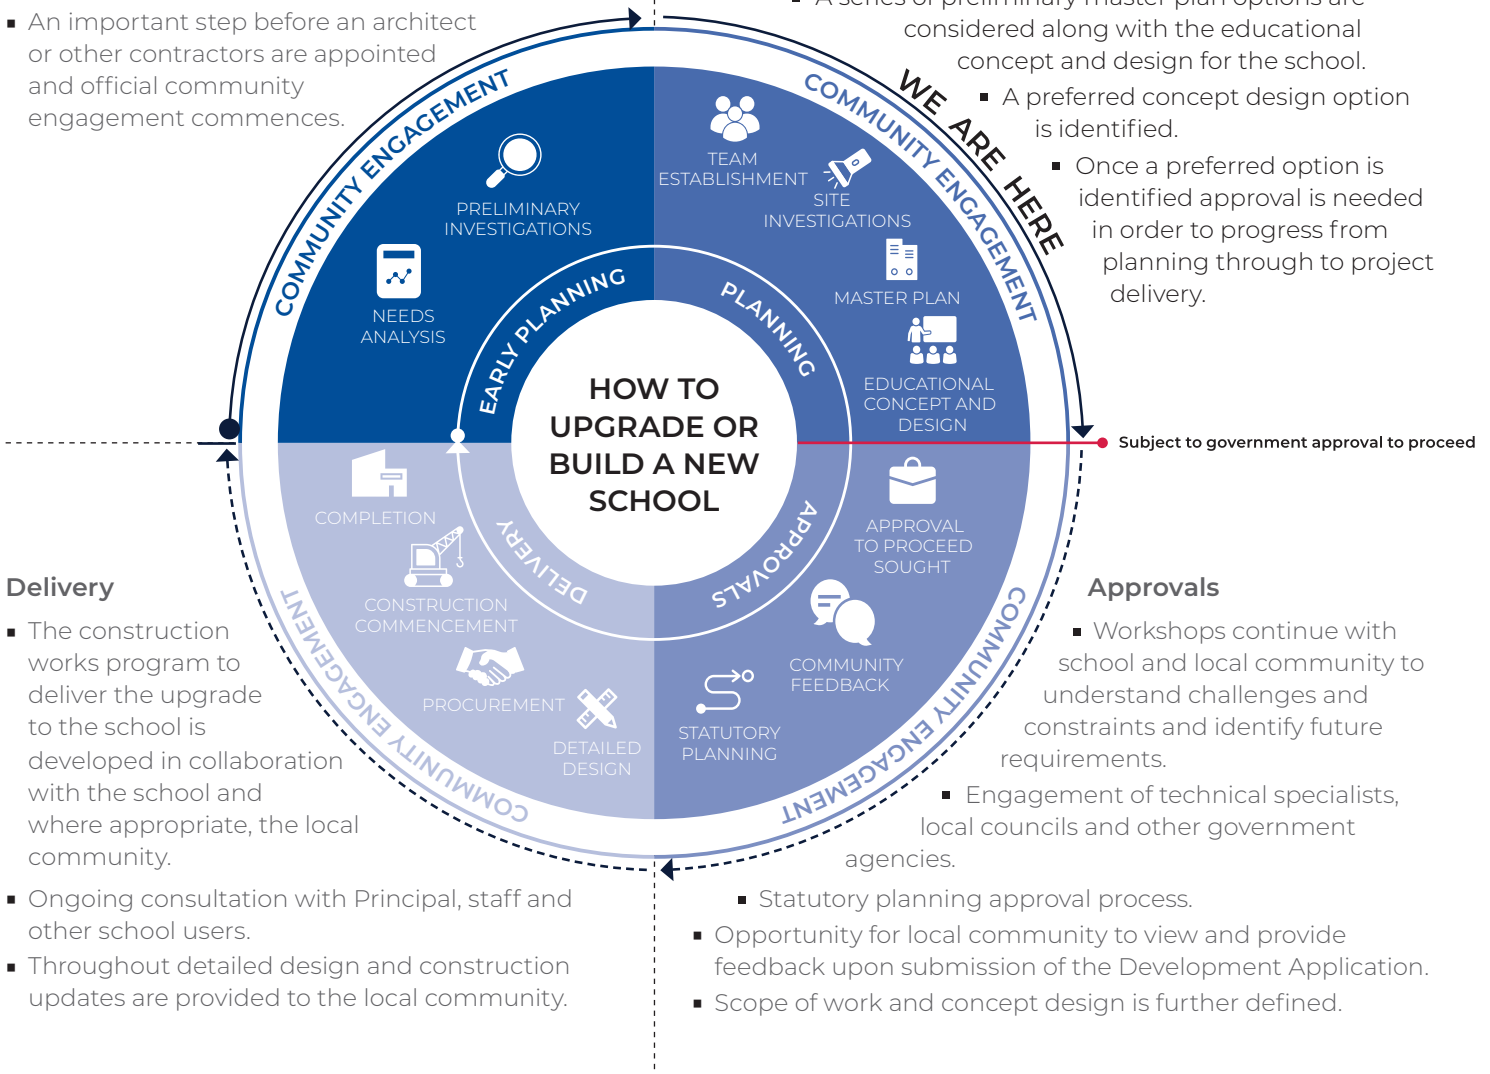 ▪ An important step before an architect
or other contractors are appointed
and official community
engagement commences.
▪ A series of preliminary master plan options are
considered along with the educational
concept and design for the school.
▪ A preferred concept design option
is identified.
▪ Once a preferred option is
identified approval is needed
in order to progress from
planning through to project
delivery.
WE ARE HERE
COMMUNITY ENGAGEMENT
COMMUNITY ENGAGEMENT
PRELIMINARY
INVESTIGATIONS
NEEDS
ANALYSIS
EARLY PLANNING
TEAM
ESTABLISHMENT
SITE
INVESTIGATIONS
MASTER PLAN
EDUCATIONAL
CONCEPT AND
DESIGN
PLANNING
HOW TO
UPGRADE OR
BUILD A NEW
SCHOOL
Subject to government approval to proceed
COMPLETION
CONSTRUCTION
COMMENCEMENT
PROCUREMENT
DETAILED
DESIGN
DELIVERY
APPROVAL
TO PROCEED
SOUGHT
COMMUNITY
FEEDBACK
STATUTORY
PLANNING
APPROVALS
COMMUNITY ENGAGEMENT
COMMUNITY ENGAGEMENT
Delivery
▪ The construction
works program to
deliver the upgrade
to the school is
developed in collaboration
with the school and
where appropriate, the local
community.
▪ Ongoing consultation with Principal, staff and
other school users.
▪ Throughout detailed design and construction
updates are provided to the local community.
Approvals
▪ Workshops continue with
school and local community to
understand challenges and
constraints and identify future
requirements.
▪ Engagement of technical specialists,
local councils and other government
agencies.
▪ Statutory planning approval process.
▪ Opportunity for local community to view and provide
feedback upon submission of the Development Application.
▪ Scope of work and concept design is further defined.